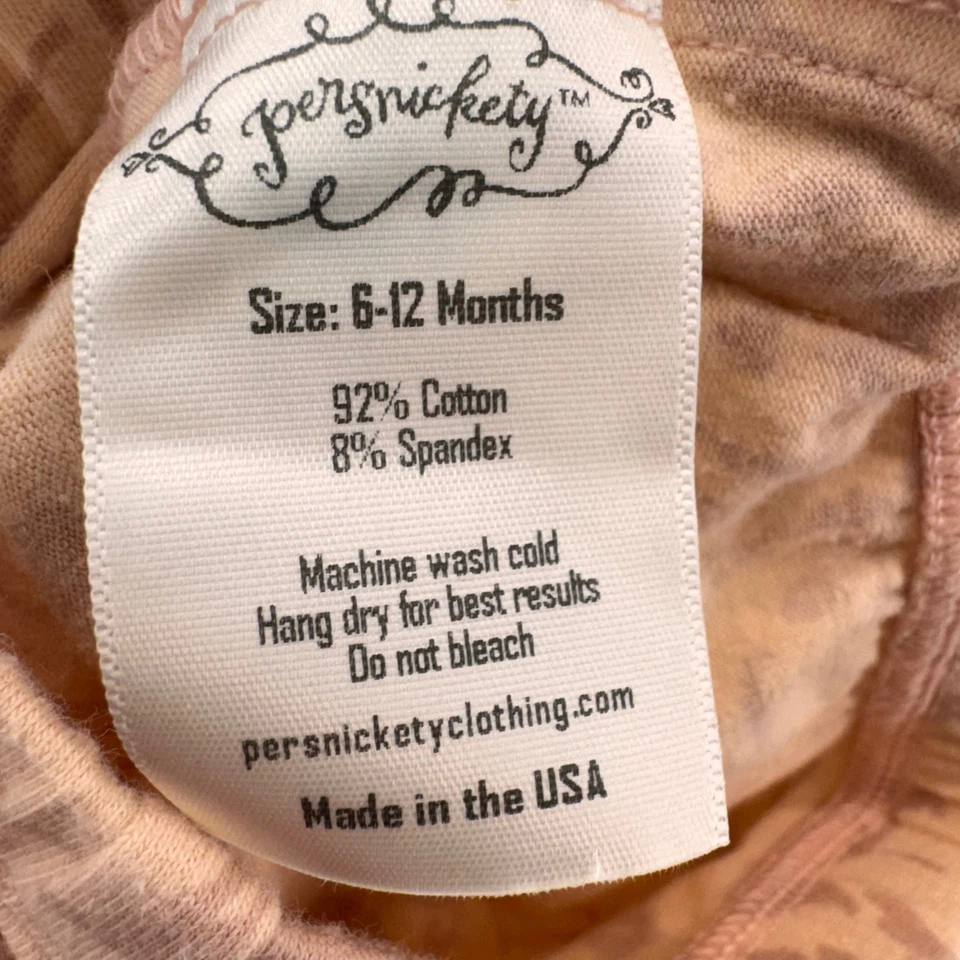 persnickety™
Size: 6-12 Months
92% Cotton
8% Spandex
Machine wash cold
Hang dry for best results
Do not bleach
persnicketyclothing.com
Made in the USA